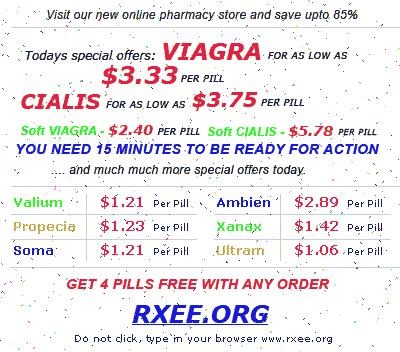 Visit our new online pharmacy store and save upto 85%
Todays special offers: VIAGRA FOR AS LOW AS
$3.33 PER PILL
CIALIS FOR AS LOW AS $3.75 PER PILL
Soft VIAGRA - $2.40 PER PILL Soft CIALIS - $5.78 PER PILL
YOU NEED 15 MINUTES TO BE READY FOR ACTION
.... and much much more special offers today.
Valium $1.21 Per Pill Ambien $2.89 Per Pill
Propecia $1.23 Per Pill Xanax $1.42 Per Pill
Soma $1.21 Per Pill Ultram $1.06 Per Pill
GET 4 PILLS FREE WITH ANY ORDER
RXEE.ORG
Do not click, type in your browser www.rxee.org